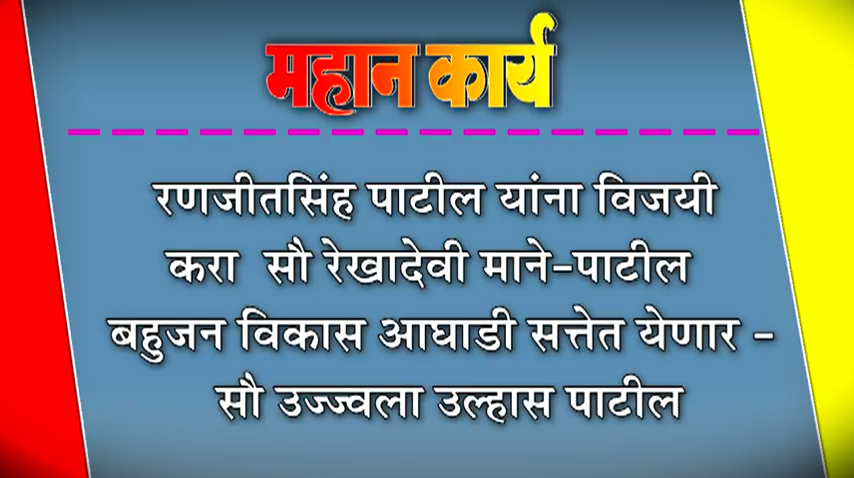 महान कार्य
रणजीतसिंह पाटील यांना विजयी
करा सौ रेखादेवी माने-पाटील
बहुजन विकास आघाडी सत्तेत येणार -
सौ उज्ज्वला उल्हास पाटील